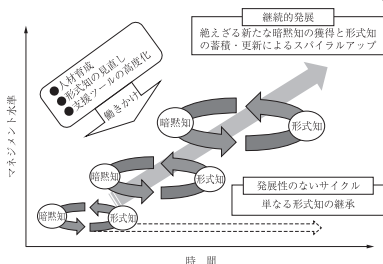 継続的発展
絶えざる新たな暗黙知の獲得と形式知
の蓄積・更新によるスパイラルアップ
●人材育成
●形式知の見直し
●支援ツールの高度化
働きかけ
暗黙知
形式知
暗黙知
形式知
暗黙知
形式知
発展性のないサイクル
単なる形式知の継承
マネジメント水準
時　間